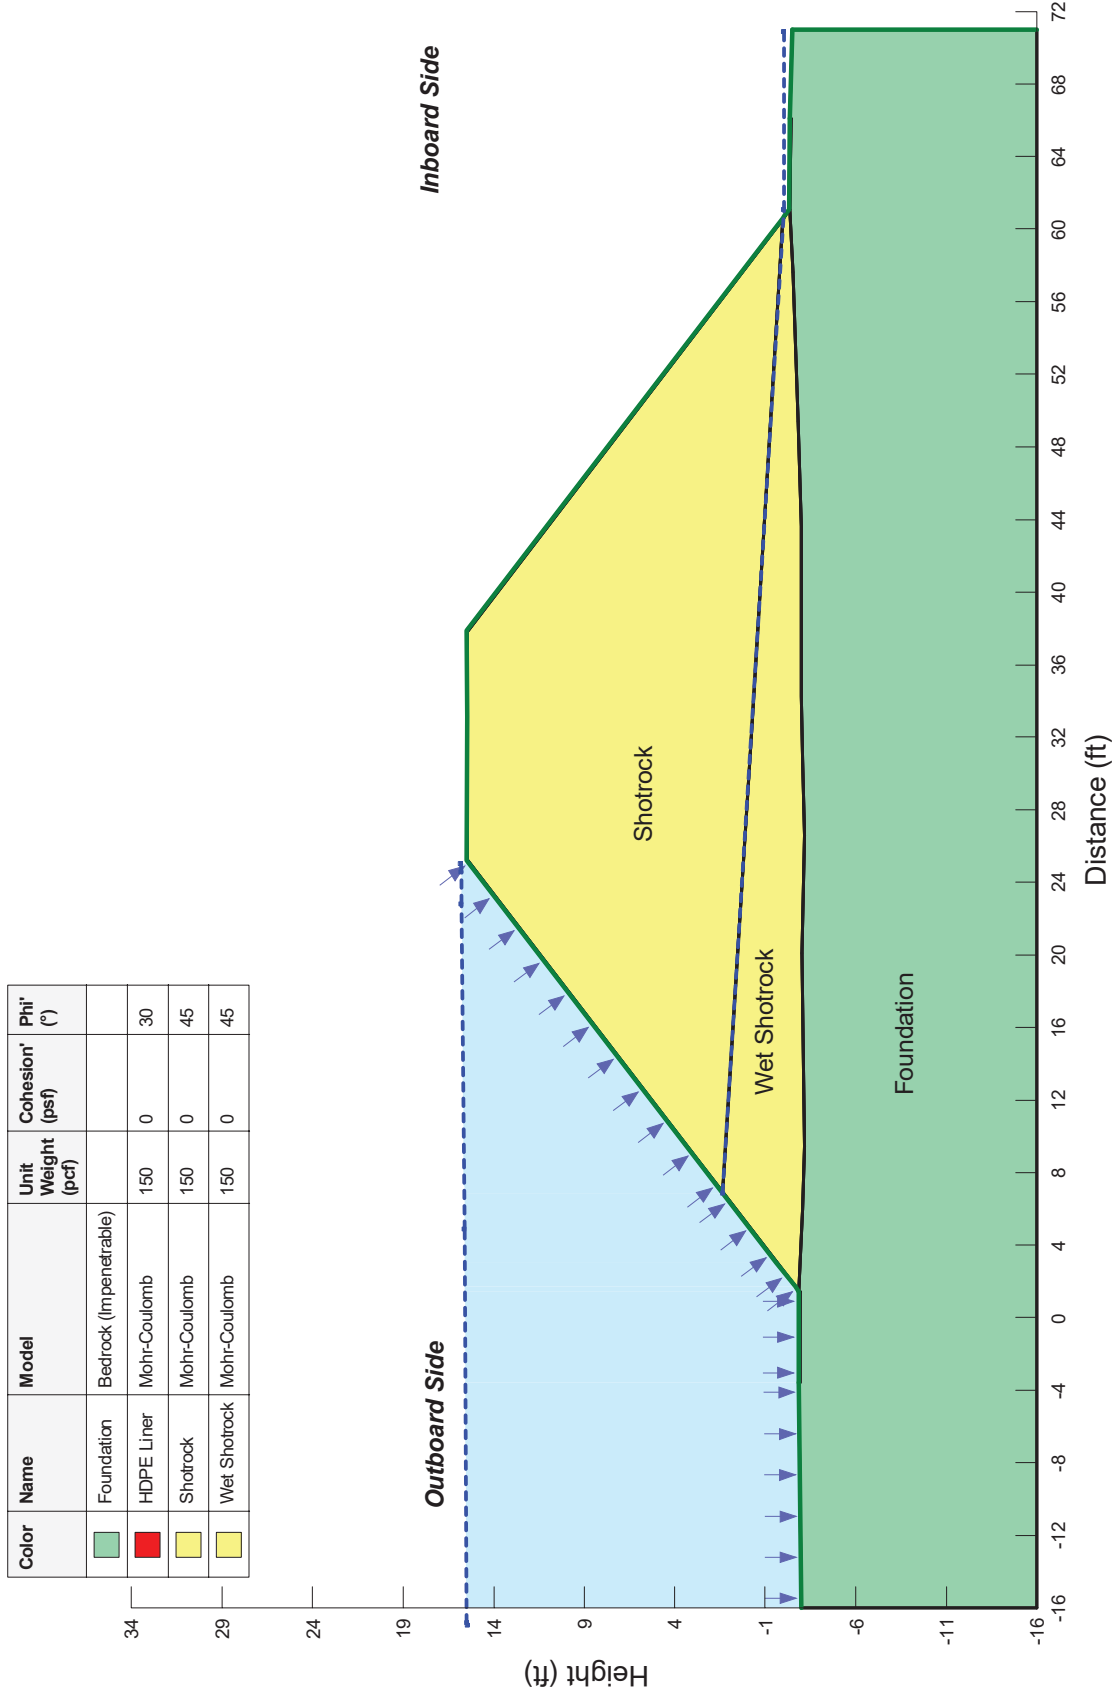 Color Name Model Unit Weight (pcf) Cohesion' (psf) Phi' (°)
Foundation Bedrock (Impenetrable)
HDPE Liner Mohr-Coulomb 150 0 30
Shotrock Mohr-Coulomb 150 0 45
Wet Shotrock Mohr-Coulomb 150 0 45
Outboard Side
Inboard Side
Shotrock
Wet Shotrock
Foundation
Height (ft)
34
29
24
19
14
9
4
-1
-6
-11
-16
-16 -12 -8 -4 0 4 8 12 16 20 24 28 32 36 40 44 48 52 56 60 64 68 72
Distance (ft)